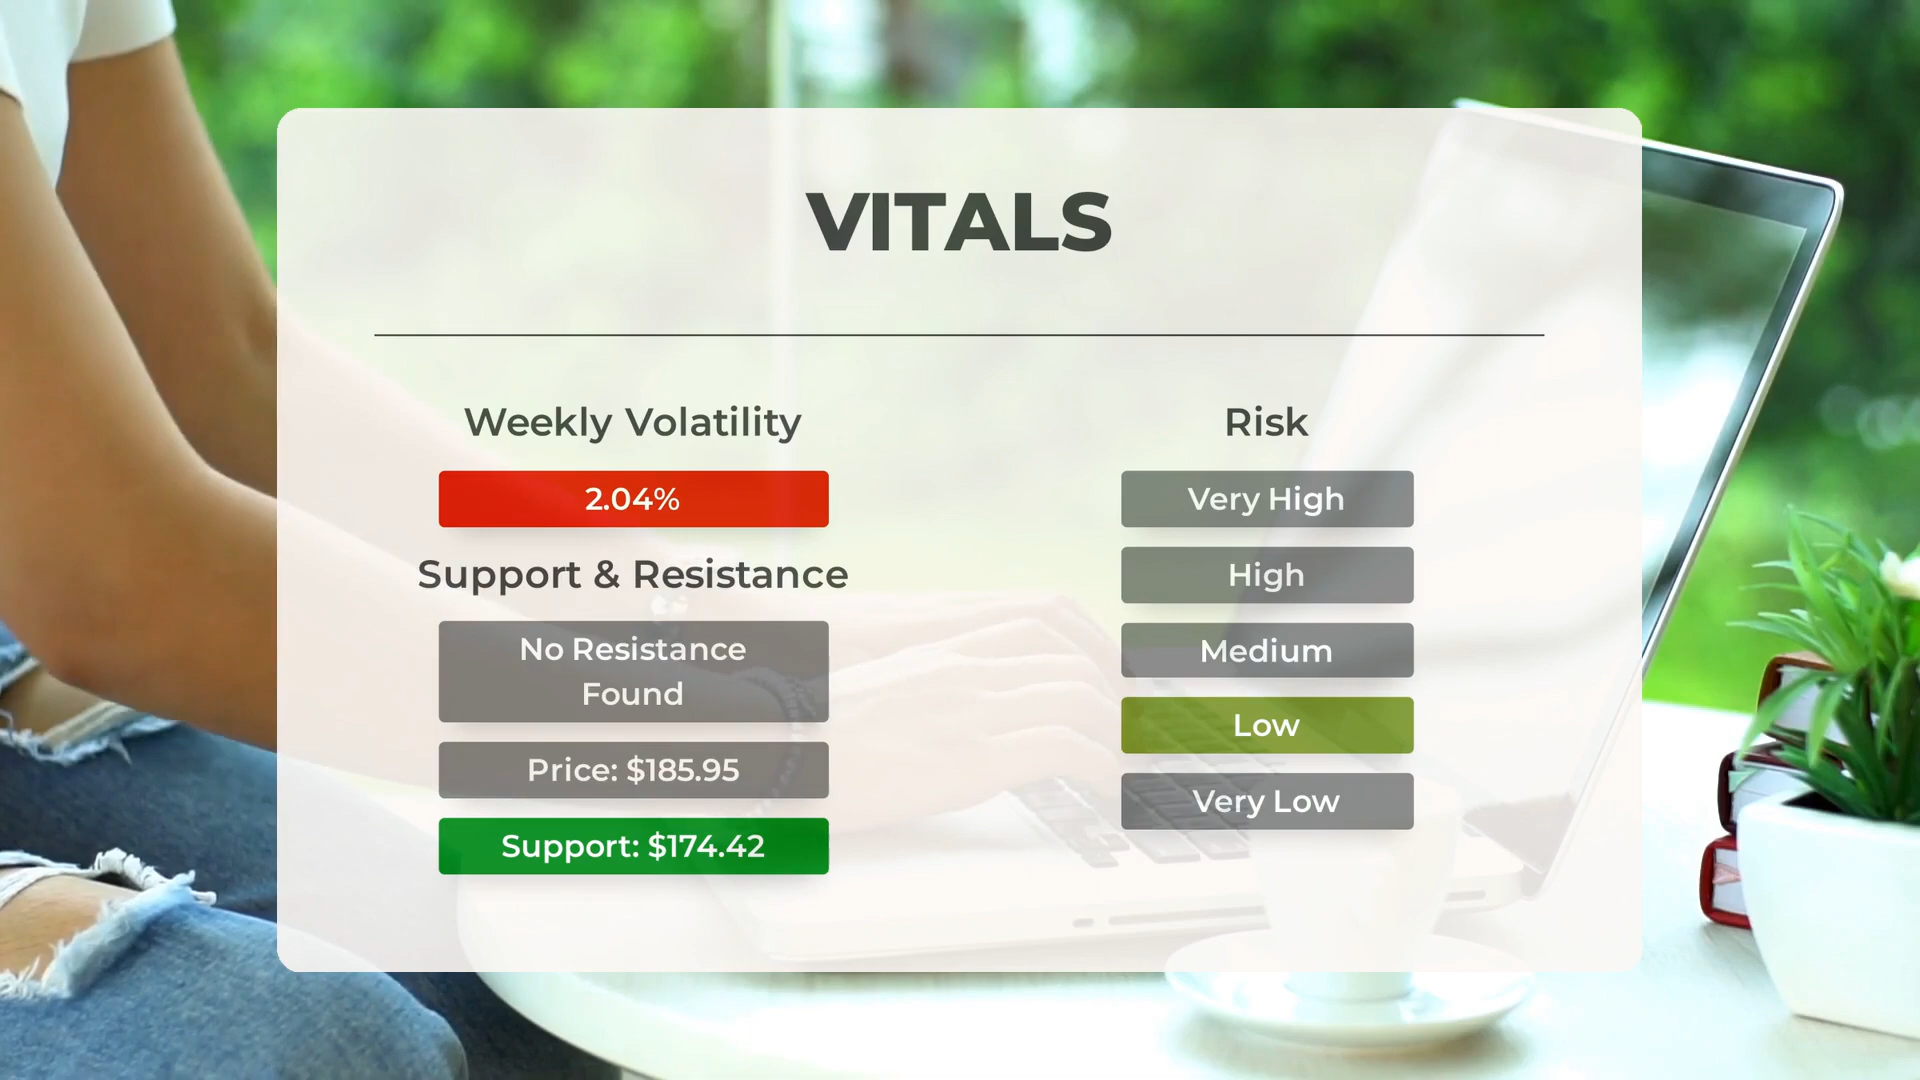 VITALS
Weekly Volatility
2.04%
Support & Resistance
No Resistance
Found
Price: $185.95
Support: $174.42
Risk
Very High
High
Medium
Low
Very Low